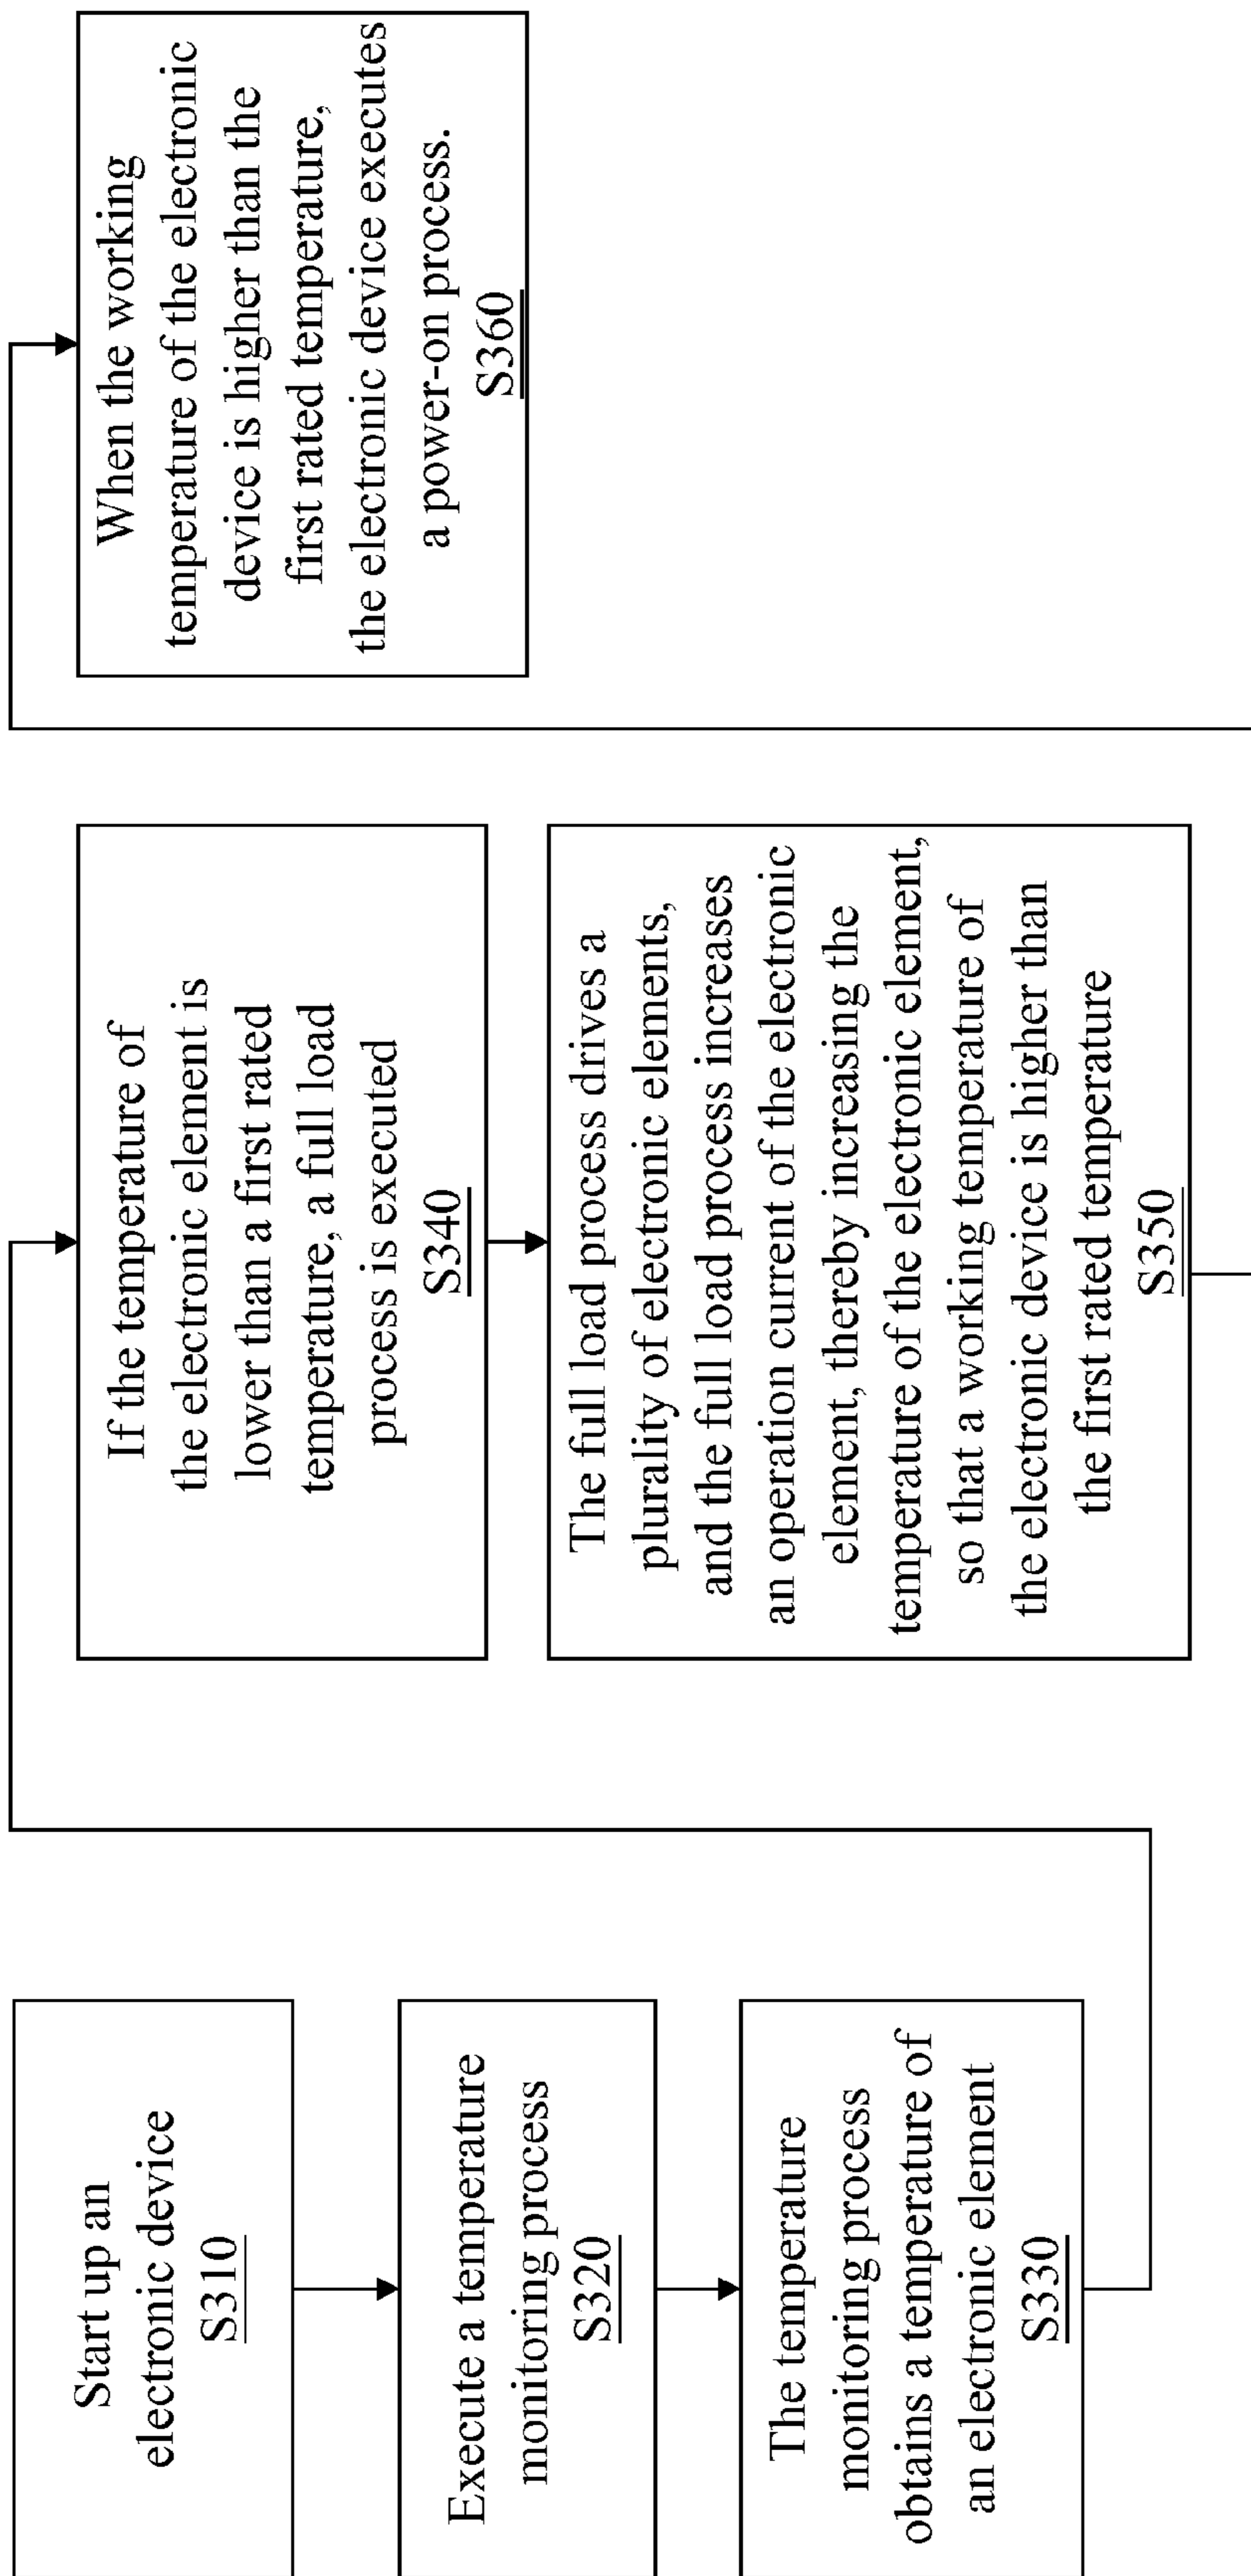 Start up an
electronic device
S310
Execute a temperature
monitoring process
S320
The temperature
monitoring process
obtains a temperature of
an electronic element
S330
If the temperature of
the electronic element is
lower than a first rated
temperature, a full load
process is executed
S340
The full load process drives a
plurality of electronic elements,
and the full load process increases
an operation current of the electronic
element, thereby increasing the
temperature of the electronic element,
so that a working temperature of
the electronic device is higher than
the first rated temperature
S350
When the working
temperature of the electronic
device is higher than the
first rated temperature,
the electronic device executes
a power-on process.
S360